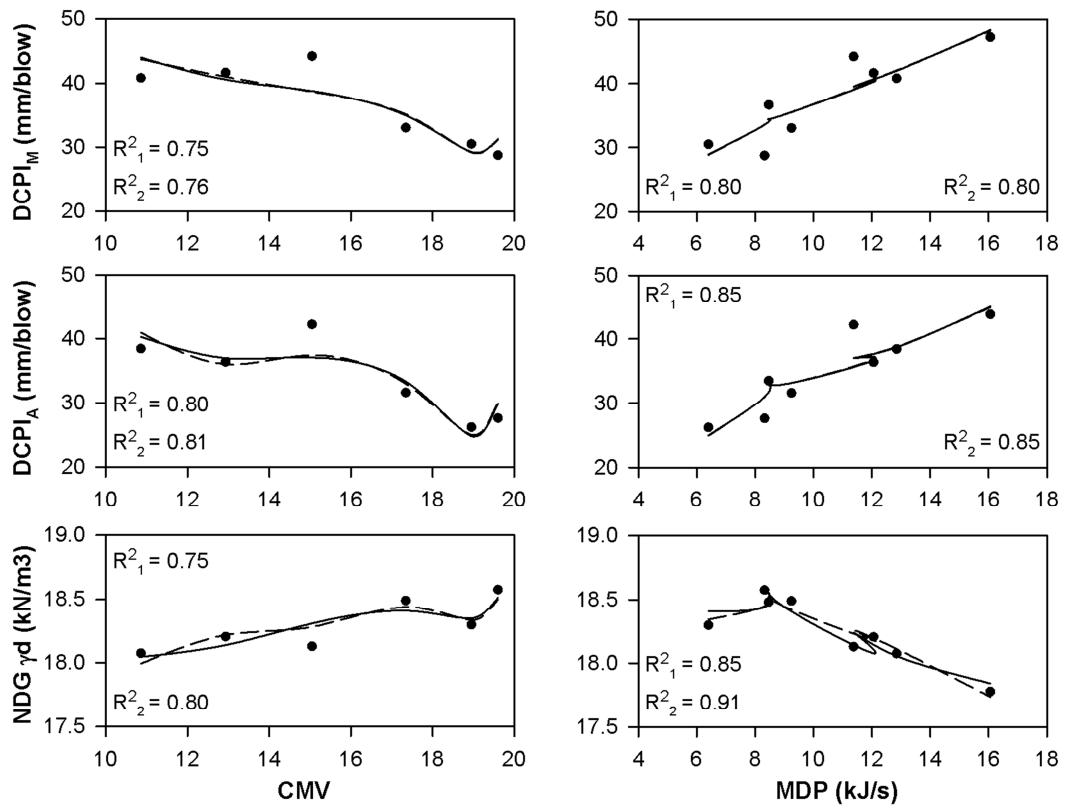 DCPI_M (mm/blow)
50
40
30
20
R²₁ = 0.75
R²₂ = 0.76
10 12 14 16 18 20
50
40
30
20
R²₁ = 0.80
R²₂ = 0.80
4 6 8 10 12 14 16 18
DCPI_A (mm/blow)
50
40
30
20
R²₁ = 0.80
R²₂ = 0.81
10 12 14 16 18 20
50
40
30
20
R²₁ = 0.85
R²₂ = 0.85
4 6 8 10 12 14 16 18
NDG γd (kN/m3)
19.0
18.5
18.0
17.5
R²₁ = 0.75
R²₂ = 0.80
10 12 14 16 18 20
CMV
19.0
18.5
18.0
17.5
R²₁ = 0.85
R²₂ = 0.91
4 6 8 10 12 14 16 18
MDP (kJ/s)